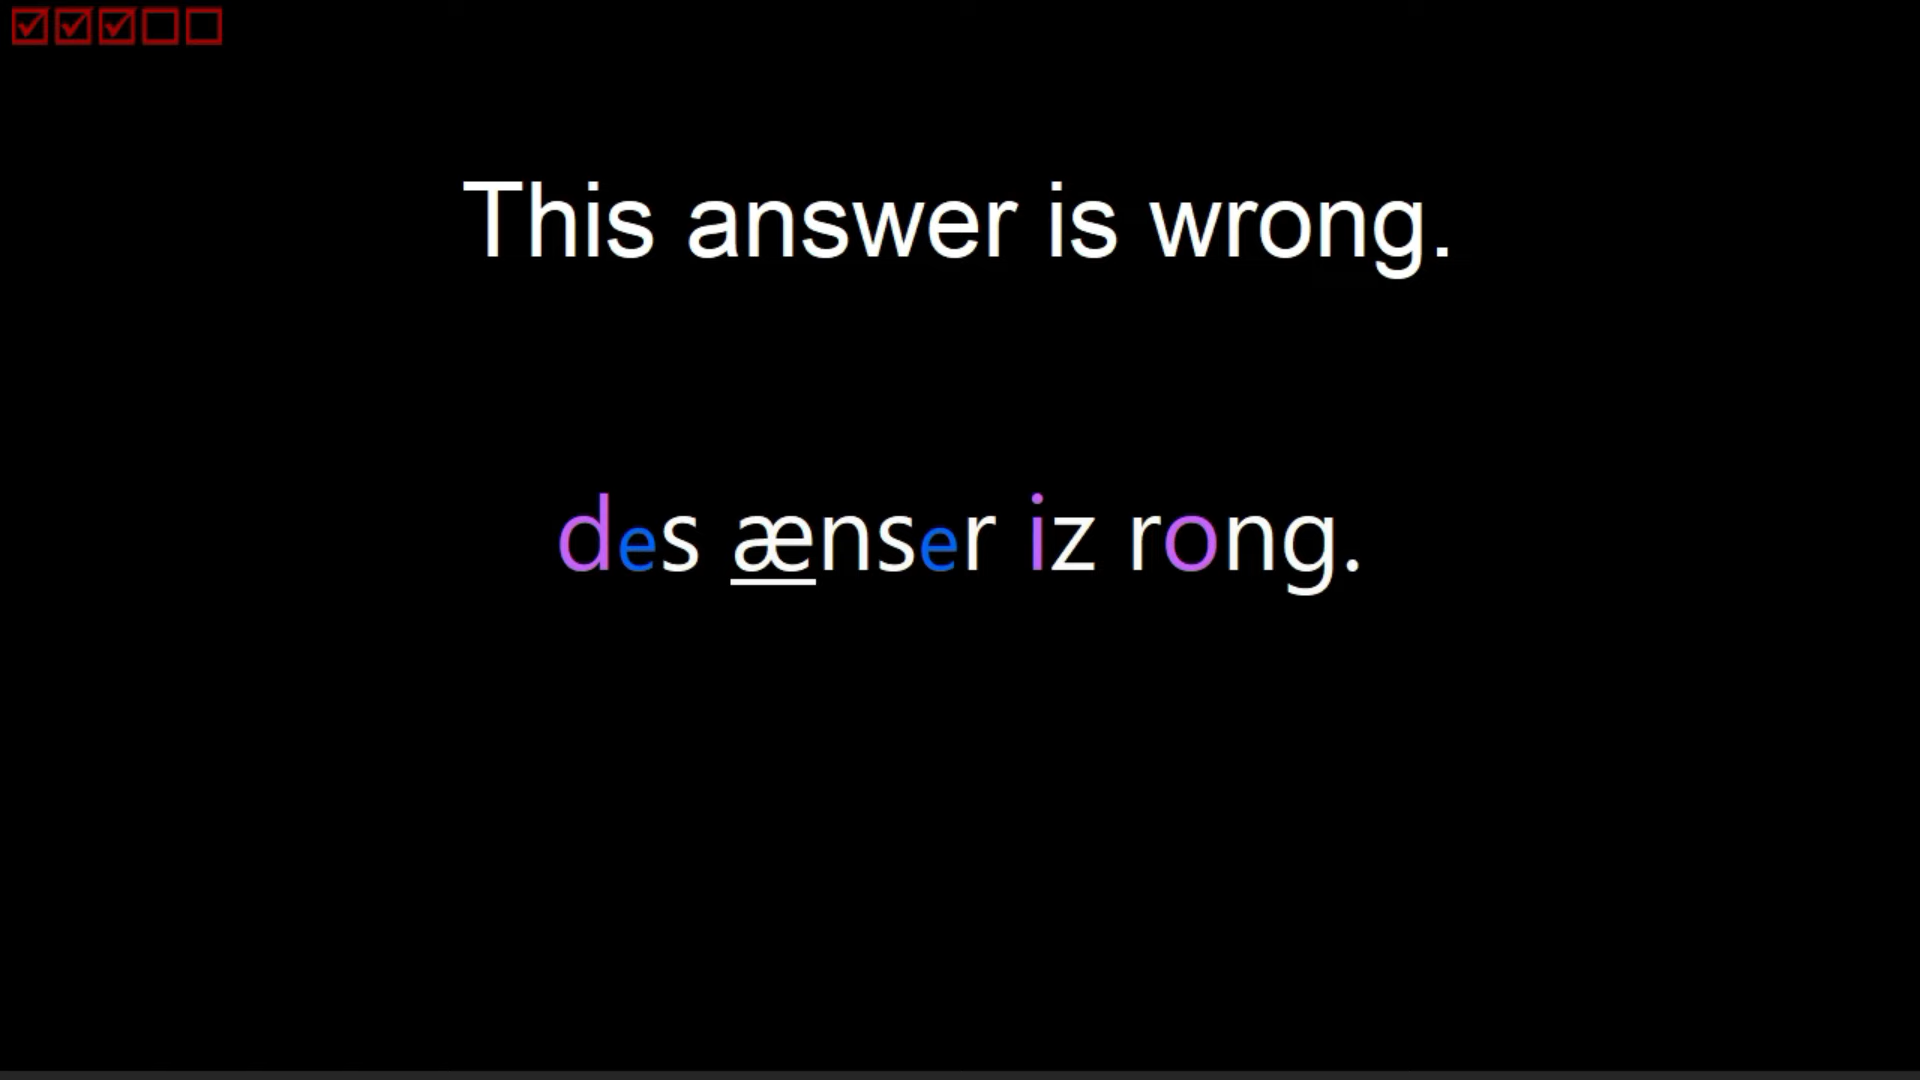 ☑☑☑☐☐
This answer is wrong.
des ænser iz rong.